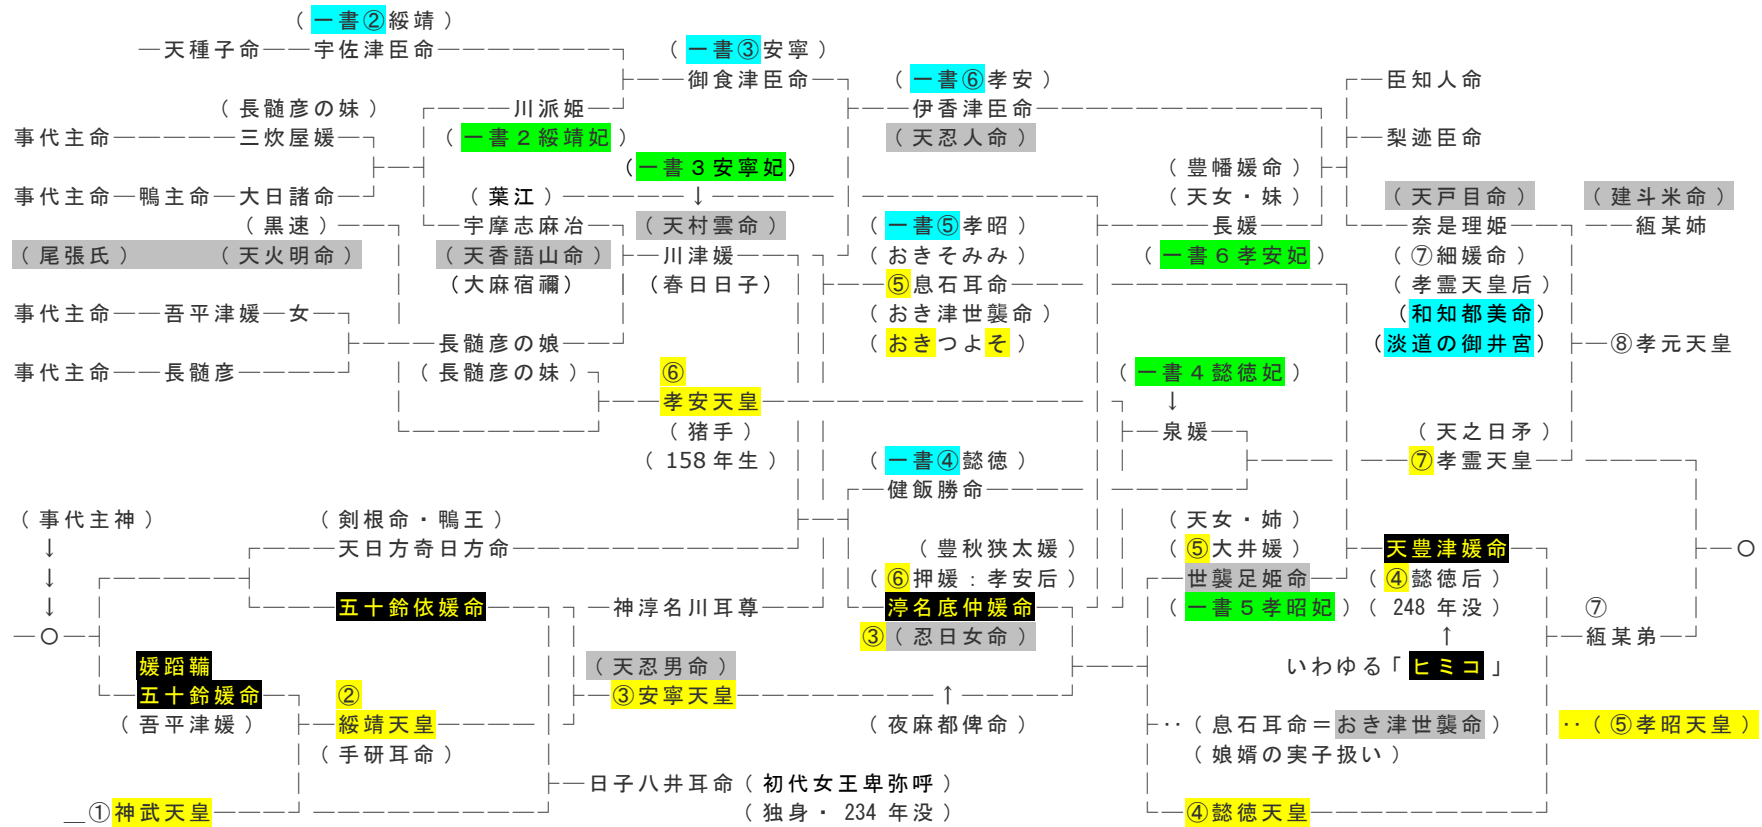 （一書②綏靖）
―天種子命――宇佐津臣命―――――――┐　（一書③安寧）
├――御食津臣命―┐　（一書⑥孝安）　┌――臣知人命
（長髄彦の妹）　┌―――――川派姫―┘　├――伊香津臣命――――――――┐　│
事代主命―――――三炊屋媛―┐　│（一書２綏靖妃）　│　（天忍人命）　│　├―梨迹臣命
├―┤　（一書３安寧妃）　│　（豊幡媛命）├┤
事代主命―鴨主命―大日諸命―┘　│　（葉江）―――――↓――――　――――――――┐　（天女・妹）│　│　（天戸目命）　（建斗米命）
（黒速）―┐└―宇摩志麻冶―┐（天村雲命）│　（一書⑤孝昭）　├――――長媛――┘　└――奈是理姫――┐――絚某姉
（尾張氏）　（天火明命）│（天香語山命）├―川津媛――┐┐┘　（おきそみみ）│　（一書６孝安妃）　（⑦細媛命）│
│　（大麻宿禰）│（春日日子）│├―――⑤息石耳命――　――――――――┐　（孝霊天皇后）│
事代主命――吾平津媛―女―┐　│　│　││　（おき津世襲命）│　│　（和知都美命）│
├―――長髄彦の娘――┘　││　（おきつよそ）│　│（淡道の御井宮）├―⑧孝元天皇
事代主命――長髄彦――――┘　│（長髄彦の妹）┐　⑥　││　（一書４懿徳妃）│　│
│　├――孝安天皇―――――――――――――│┐　↓　│　│
└――――――――┘　（猪手）││　│├―泉媛―┐　│　（天之日矛）│
（158年生）││　（一書④懿徳）││　├――　――⑦孝霊天皇―┘―――――┐
││┌―健飯勝命――――│―――――――┘　│　│
（事代主神）　（剣根命・鴨王）　├―┤　││　（天女・姉）　│　│
↓　┌――――天日方奇日方命――――――――――――┘│　│　（豊秋狭太媛）││　（⑤大井媛）├―天豊津媛命―┐　├―○
↓　┌―――――┤　│　│（⑥押媛：孝安后）││┌―世襲足姫命―┘（④懿徳后）│　│
↓　│　└――――五十鈴依媛命――┐┌――神渟名川耳尊――┘　└―渟名底仲媛命―┐┘┘│（一書５孝昭妃）（248年没）│　⑦　│
―○―┤　││　③（忍日女命）│　│　↑　├―絚某弟―┘
│　媛蹈鞴　│　（天忍男命）　├―――┤　いわゆる「ヒミコ」│
└―五十鈴媛命―┐　②　│├―③安寧天皇――――――――↑―――――┘　│　│
（吾平津媛）├―綏靖天皇――――│┘　（夜麻都俾命）　├‥（息石耳命＝おき津世襲命）│‥（⑤孝昭天皇）
│（手研耳命）│　│　（娘婿の実子扱い）│
│　├―日子八井耳命（初代女王卑弥呼）│　│
＿①神武天皇――――┘――――――――――┘　（独身・234年没）　└―④懿徳天皇――――――――――┘